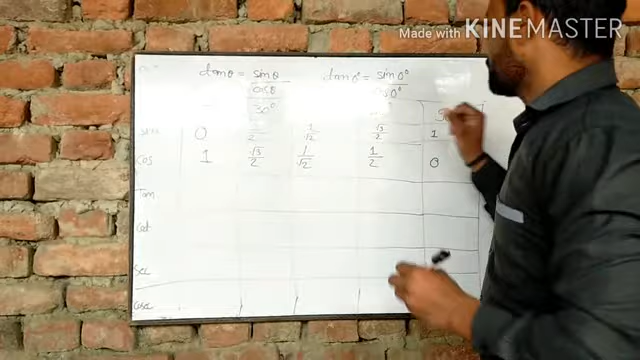 Made with KINEMASTER
tanθ = sinθ/cosθ tan0° = sin0°/cos0°
30°
sin 0 1/2 1/√2 √3/2 1
Cos 1 √3/2 1/√2 1/2 0
Tan
Cot
Sec
Cosec